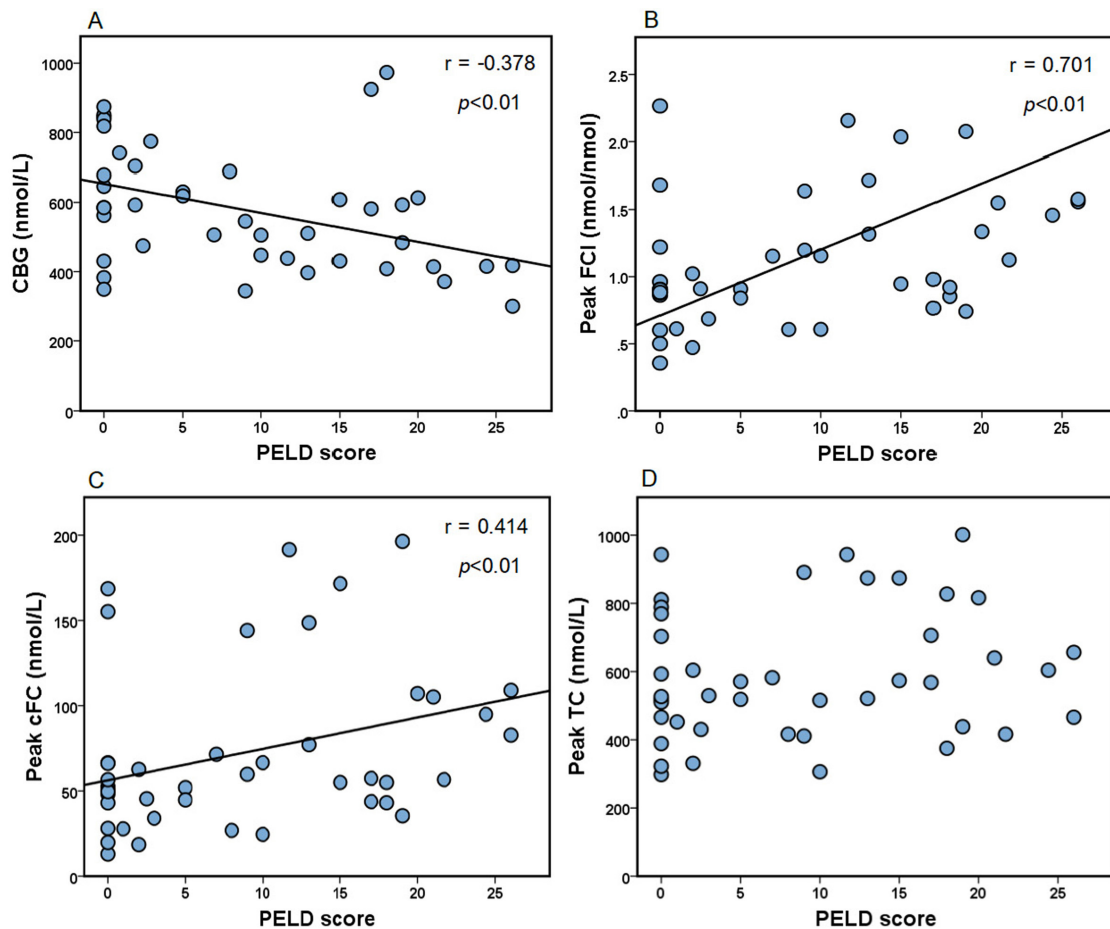 A
CBG (nmol/L)
1000
800
600
400
200
0
r = -0.378
p<0.01
0 5 10 15 20 25
PELD score
B
Peak FCI (nmol/nmol)
2.5
2.0
1.5
1.0
.5
.0
r = 0.701
p<0.01
0 5 10 15 20 25
PELD score
C
Peak cFC (nmol/L)
200
150
100
50
0
r = 0.414
p<0.01
0 5 10 15 20 25
PELD score
D
Peak TC (nmol/L)
1000
800
600
400
200
0
0 5 10 15 20 25
PELD score